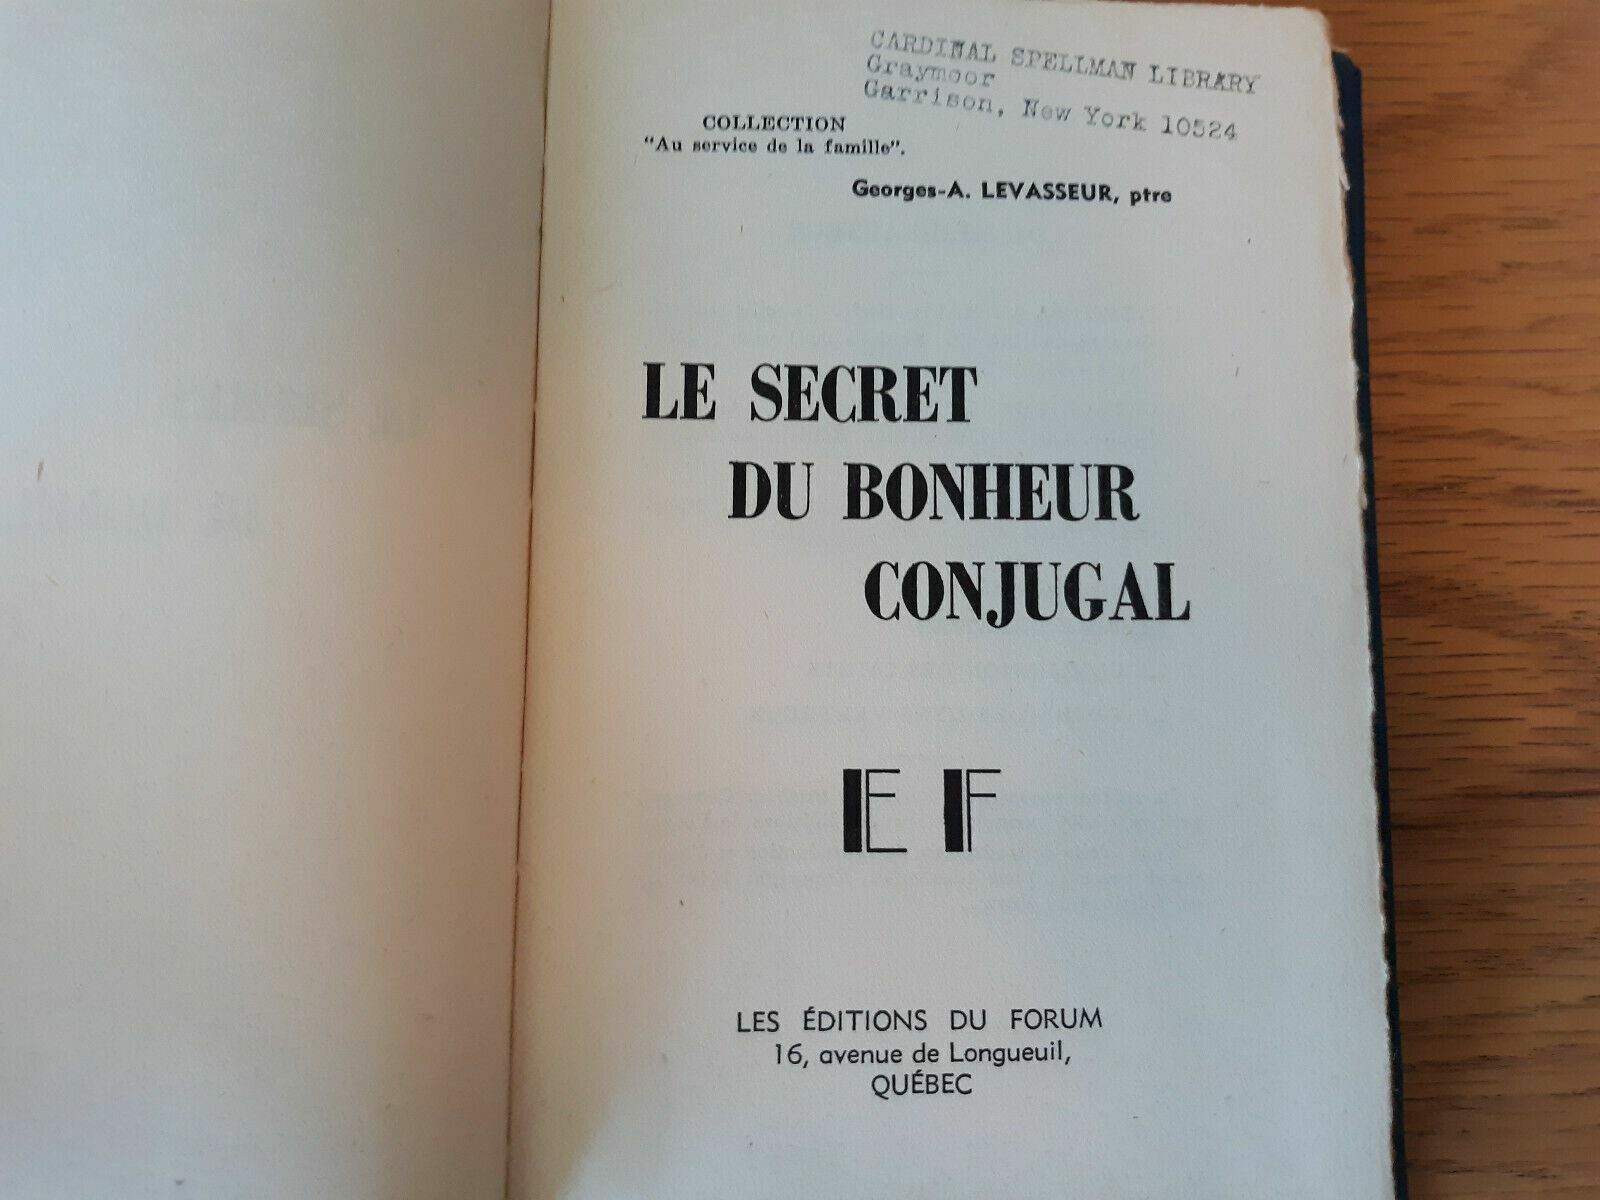 CARDINAL SPELLMAN LIBRARY
Graymoor
Garrison, New York 10524
COLLECTION
"Au service de la famille".
Georges-A. LEVASSEUR, ptre
LE SECRET
DU BONHEUR
CONJUGAL
E F
LES ÉDITIONS DU FORUM
16, avenue de Longueuil,
QUÉBEC